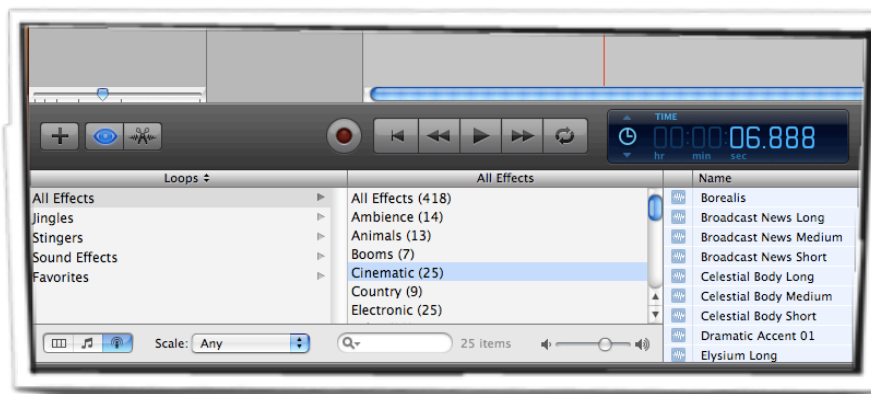 TIME
00:00:06.888
hr min sec
Loops
All Effects
Jingles
Stingers
Sound Effects
Favorites
All Effects
All Effects (418)
Ambience (14)
Animals (13)
Booms (7)
Cinematic (25)
Country (9)
Electronic (25)
Name
Borealis
Broadcast News Long
Broadcast News Medium
Broadcast News Short
Celestial Body Long
Celestial Body Medium
Celestial Body Short
Dramatic Accent 01
Elysium Long
Scale: Any
25 items